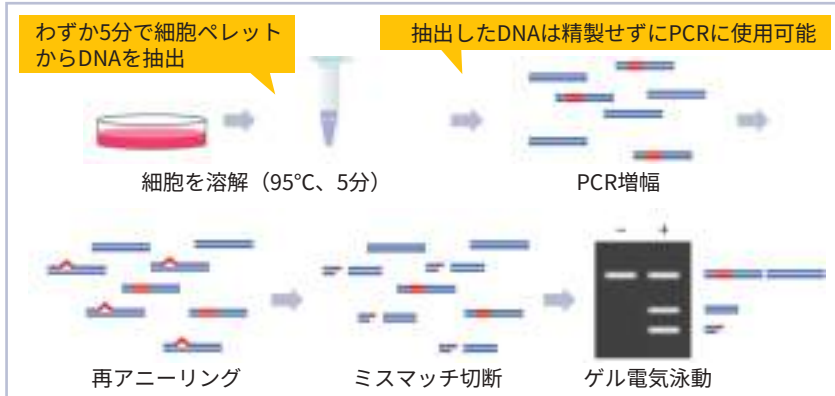 わずか5分で細胞ペレット
からDNAを抽出
抽出したDNAは精製せずにPCRに使用可能
細胞を溶解（95℃、5分）
PCR増幅
− +
再アニーリング
ミスマッチ切断
ゲル電気泳動